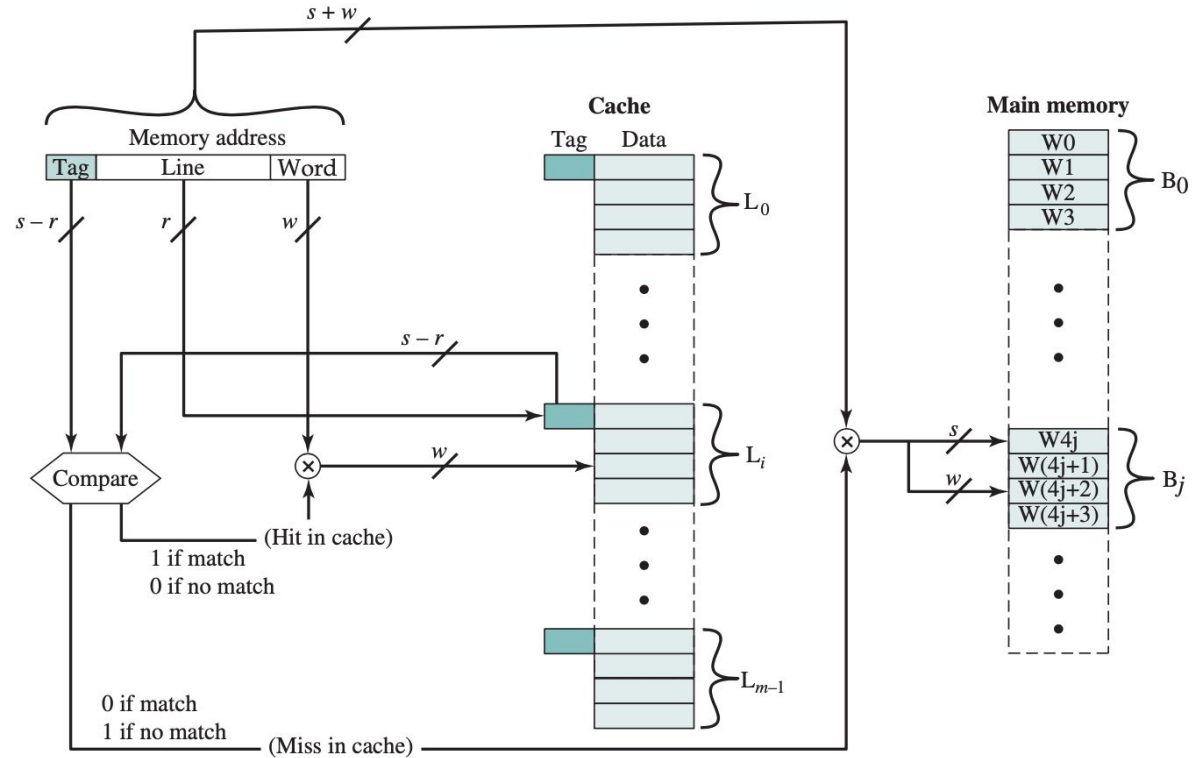 s + w
Cache
Main memory
Memory address
Tag Data
Tag Line Word
W0
W1
W2
W3
B0
L0
s – r
r
w
s – r
Compare
w
Li
s
w
W4j
W(4j+1)
W(4j+2)
W(4j+3)
Bj
(Hit in cache)
1 if match
0 if no match
Lm–1
0 if match
1 if no match
(Miss in cache)